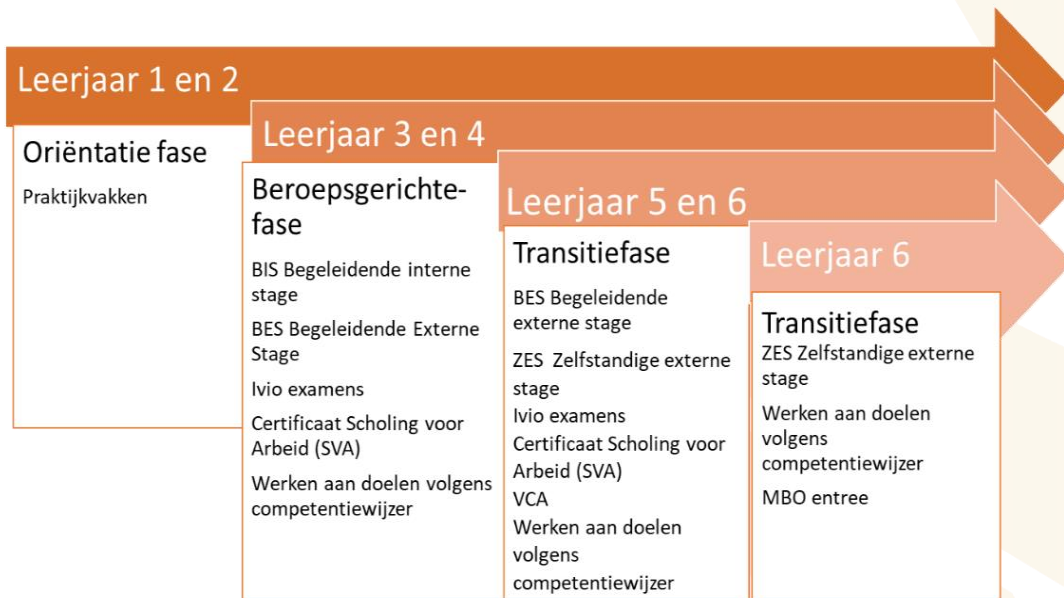 Leerjaar 1 en 2
Oriëntatie fase
Praktijkvakken
Leerjaar 3 en 4
Beroepsgerichte-
fase
BIS Begeleidende interne
stage
BES Begeleidende Externe
Stage
Ivio examens
Certificaat Scholing voor
Arbeid (SVA)
Werken aan doelen volgens
competentiewijzer
Leerjaar 5 en 6
Transitiefase
BES Begeleidende
externe stage
ZES Zelfstandige externe
stage
Ivio examens
Certificaat Scholing voor
Arbeid (SVA)
VCA
Werken aan doelen
volgens
competentiewijzer
Leerjaar 6
Transitiefase
ZES Zelfstandige externe
stage
Werken aan doelen
volgens
competentiewijzer
MBO entree